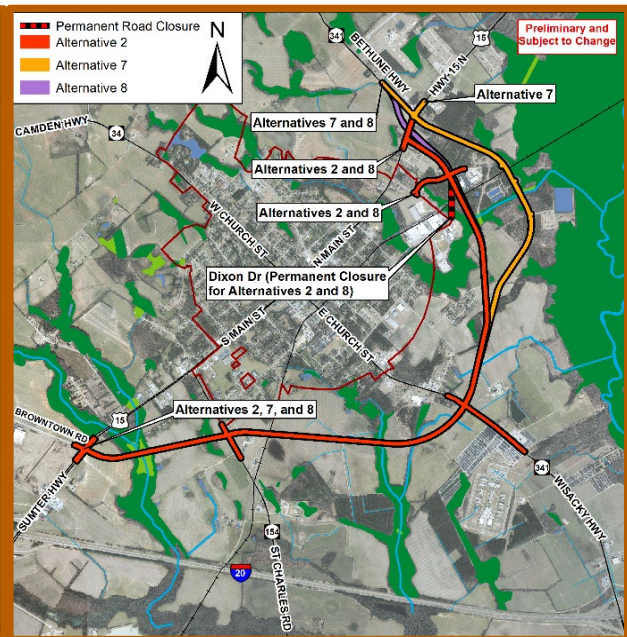 Permanent Road Closure
Alternative 2
Alternative 7
Alternative 8
N
Preliminary and
Subject to Change
341
BETHUNE HWY
HWY 15 N
15
Alternative 7
CAMDEN HWY
34
Alternatives 7 and 8
Alternatives 2 and 8
Alternatives 2 and 8
W CHURCH ST
N MAIN ST
Dixon Dr (Permanent Closure
for Alternatives 2 and 8)
S MAIN ST
E CHURCH ST
Alternatives 2, 7, and 8
BROWNTOWN RD
15
SUMTER HWY
341
WISACKY HWY
154
ST CHARLES RD
20